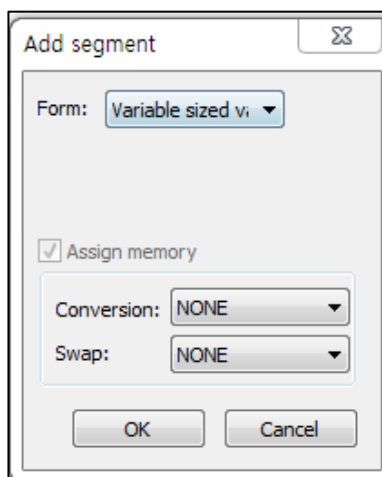 Add segment
Form: Variable sized
Assign memory
Conversion: NONE
Swap: NONE
OK Cancel